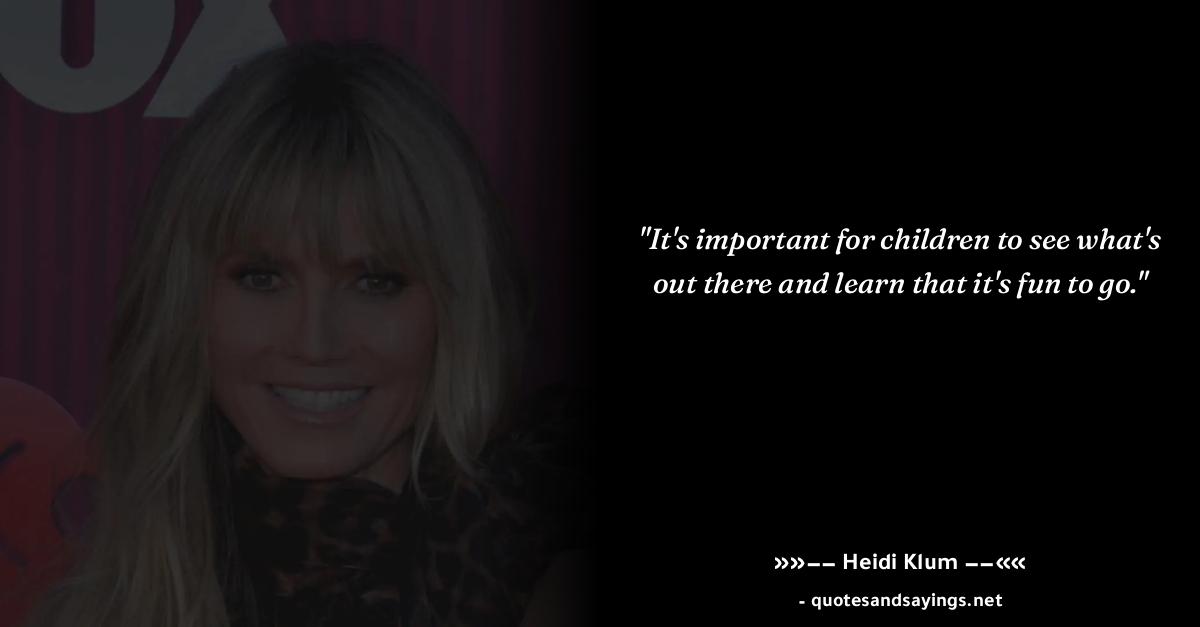 UX
"It's important for children to see what's
out there and learn that it's fun to go."
»»–– Heidi Klum ––««
- quotesandsayings.net